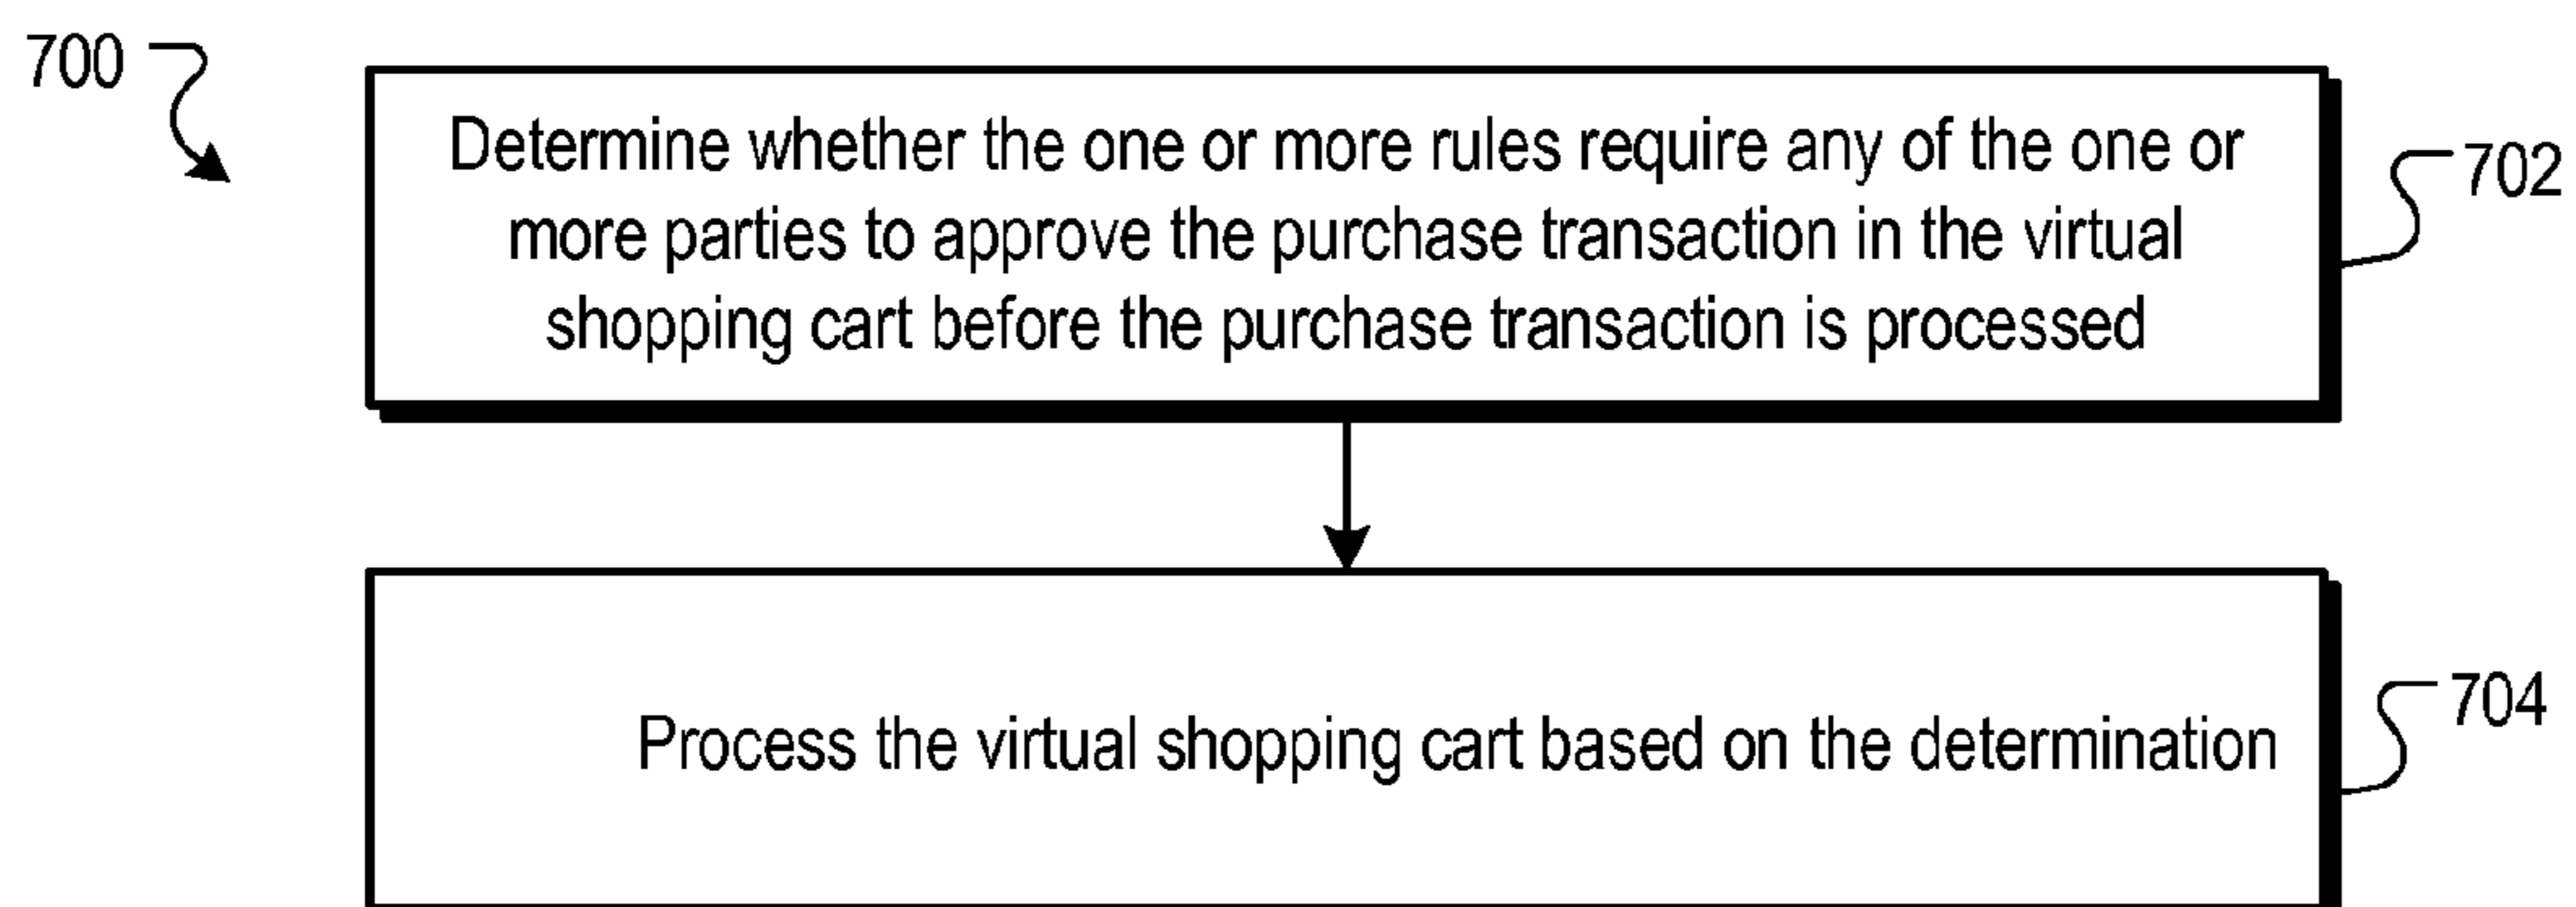 700
Determine whether the one or more rules require any of the one or
more parties to approve the purchase transaction in the virtual
shopping cart before the purchase transaction is processed
702
Process the virtual shopping cart based on the determination
704